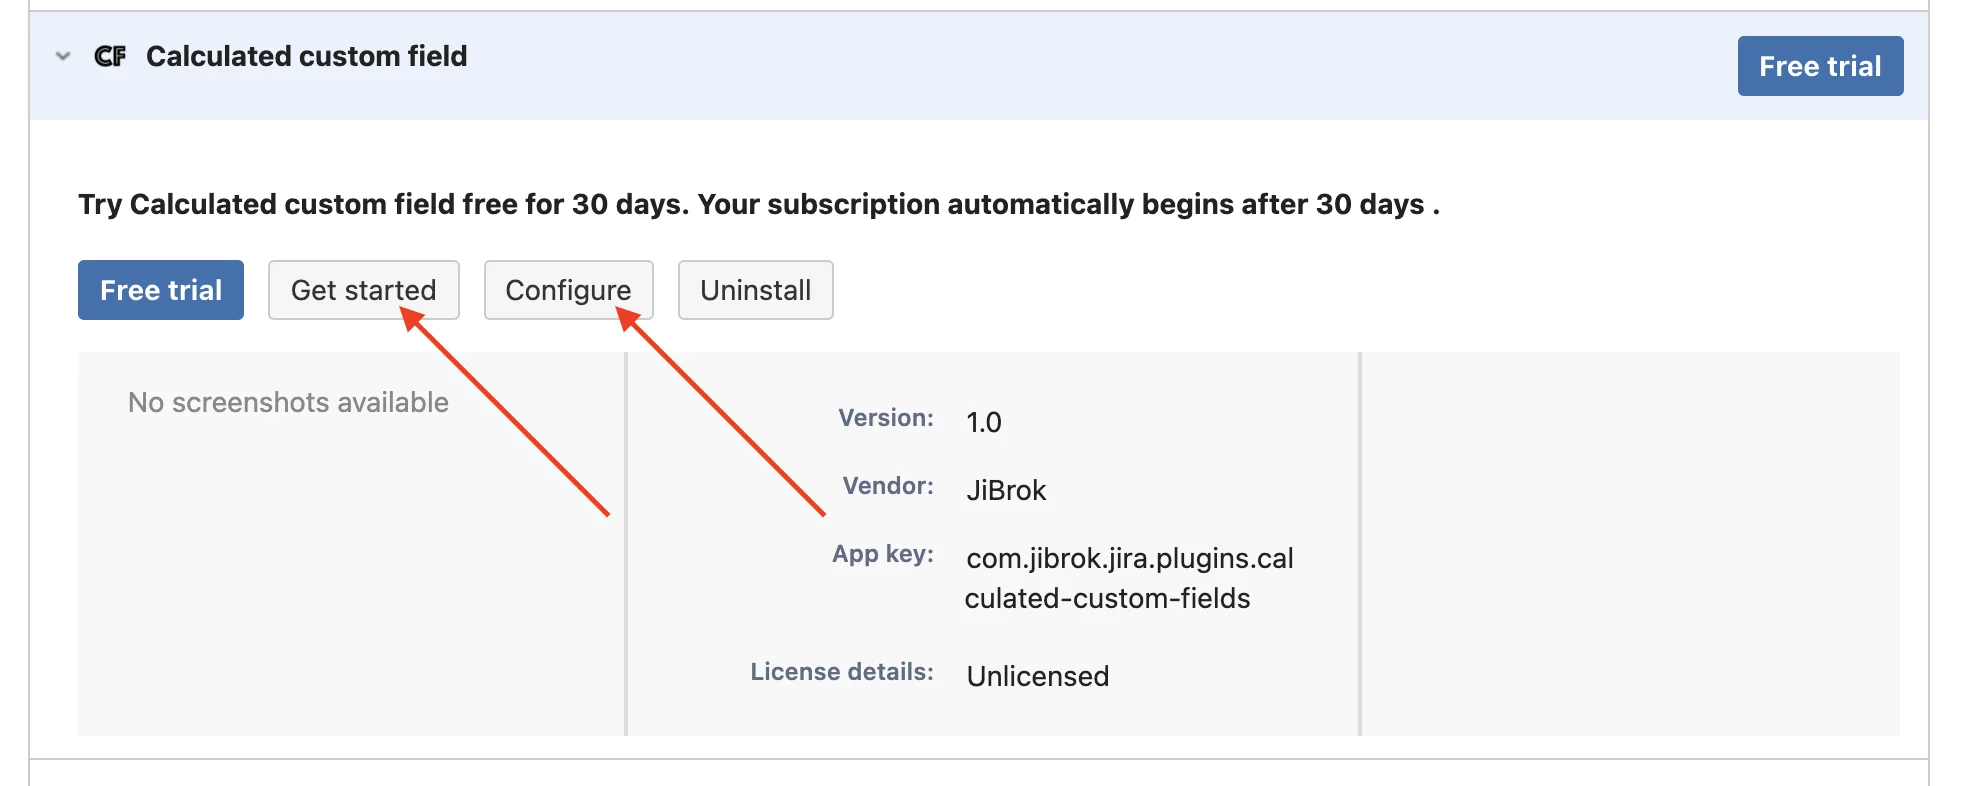 CF Calculated custom field
Free trial
Try Calculated custom field free for 30 days. Your subscription automatically begins after 30 days .
Free trial
Get started
Configure
Uninstall
No screenshots available
Version: 1.0
Vendor: JiBrok
App key: com.jibrok.jira.plugins.cal
culated-custom-fields
License details: Unlicensed